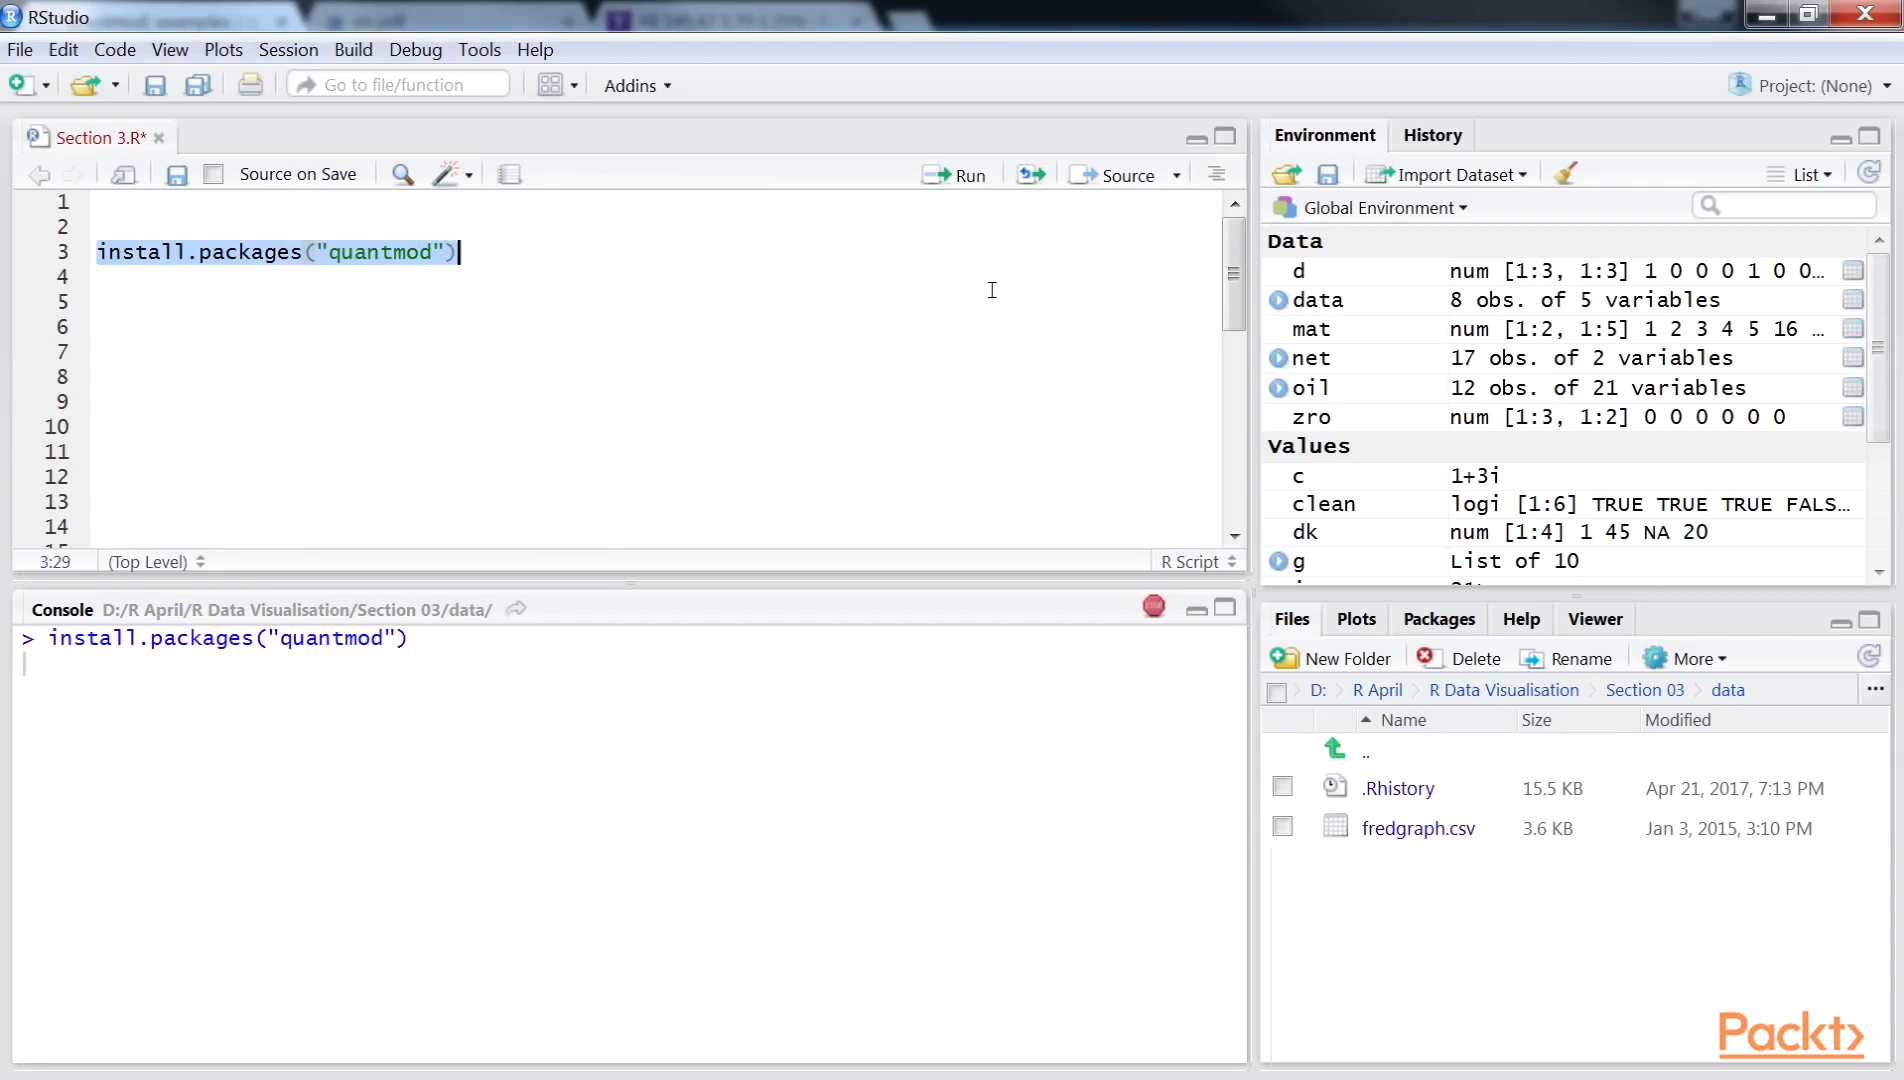 RStudio
File Edit Code View Plots Session Build Debug Tools Help
Go to file/function
Addins
Project: (None)
Section 3.R*
Source on Save
Run
Source
1
2
3 install.packages("quantmod")
4
5
6
7
8
9
10
11
12
13
14
3:29 (Top Level) R Script
Console D:/R April/R Data Visualisation/Section 03/data/
> install.packages("quantmod")
Environment History
Import Dataset List
Global Environment
Data
d num [1:3, 1:3] 1 0 0 0 1 0 0...
data 8 obs. of 5 variables
mat num [1:2, 1:5] 1 2 3 4 5 16 ...
net 17 obs. of 2 variables
oil 12 obs. of 21 variables
zro num [1:3, 1:2] 0 0 0 0 0 0
Values
c 1+3i
clean logi [1:6] TRUE TRUE TRUE FALS...
dk num [1:4] 1 45 NA 20
g List of 10
Files Plots Packages Help Viewer
New Folder Delete Rename More
D: R April R Data Visualisation Section 03 data ...
Name Size Modified
..
.Rhistory 15.5 KB Apr 21, 2017, 7:13 PM
fredgraph.csv 3.6 KB Jan 3, 2015, 3:10 PM
Packt>